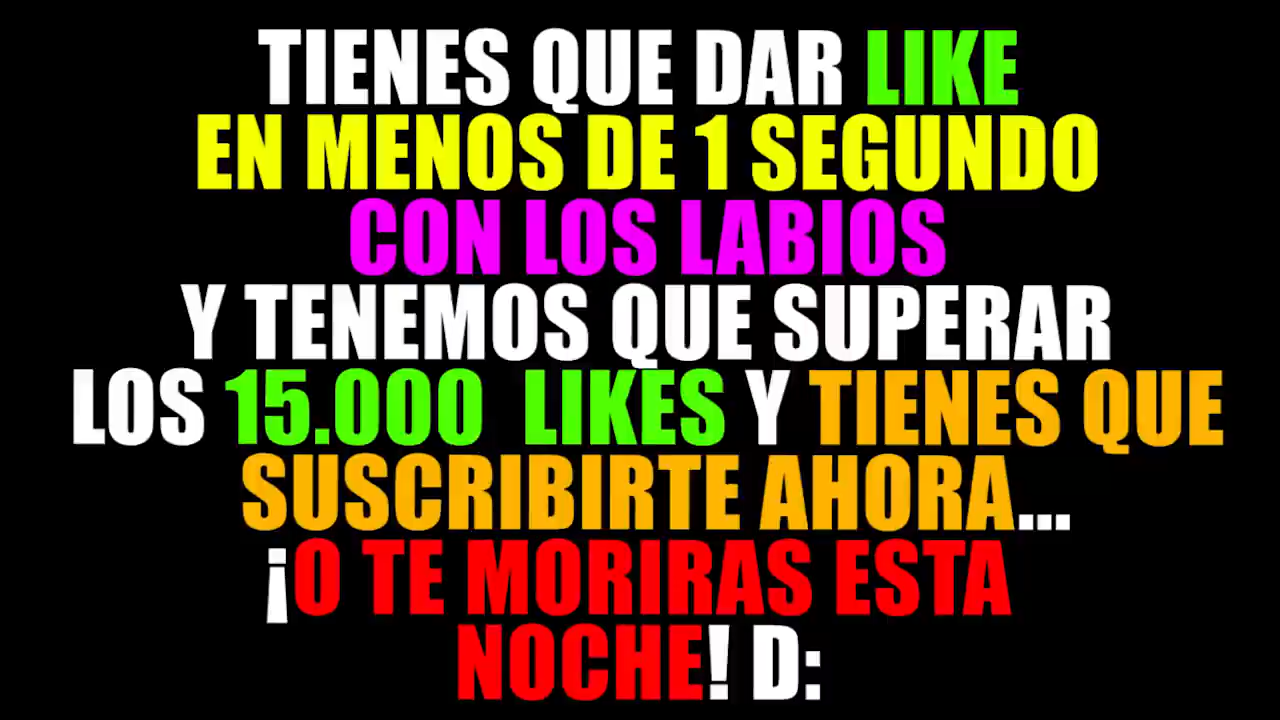 TIENES QUE DAR LIKE
EN MENOS DE 1 SEGUNDO
CON LOS LABIOS
Y TENEMOS QUE SUPERAR
LOS 15.000 LIKES Y TIENES QUE
SUSCRIBIRTE AHORA...
¡O TE MORIRAS ESTA
NOCHE! D: